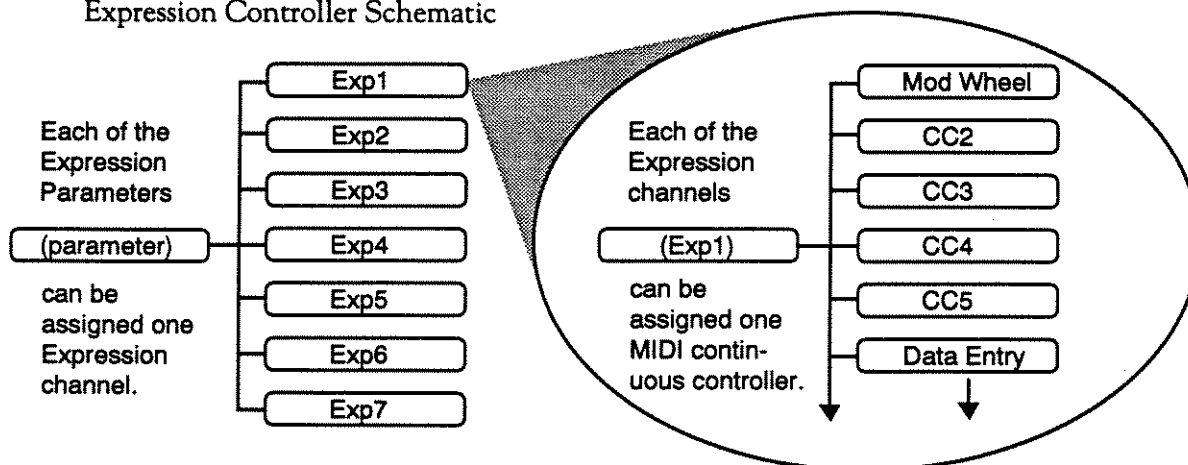 Expression Controller Schematic
Each of the
Expression
Parameters
(parameter)
can be
assigned one
Expression
channel.
Exp1
Exp2
Exp3
Exp4
Exp5
Exp6
Exp7
Each of the
Expression
channels
(Exp1)
can be
assigned one
MIDI contin-
uous controller.
Mod Wheel
CC2
CC3
CC4
CC5
Data Entry